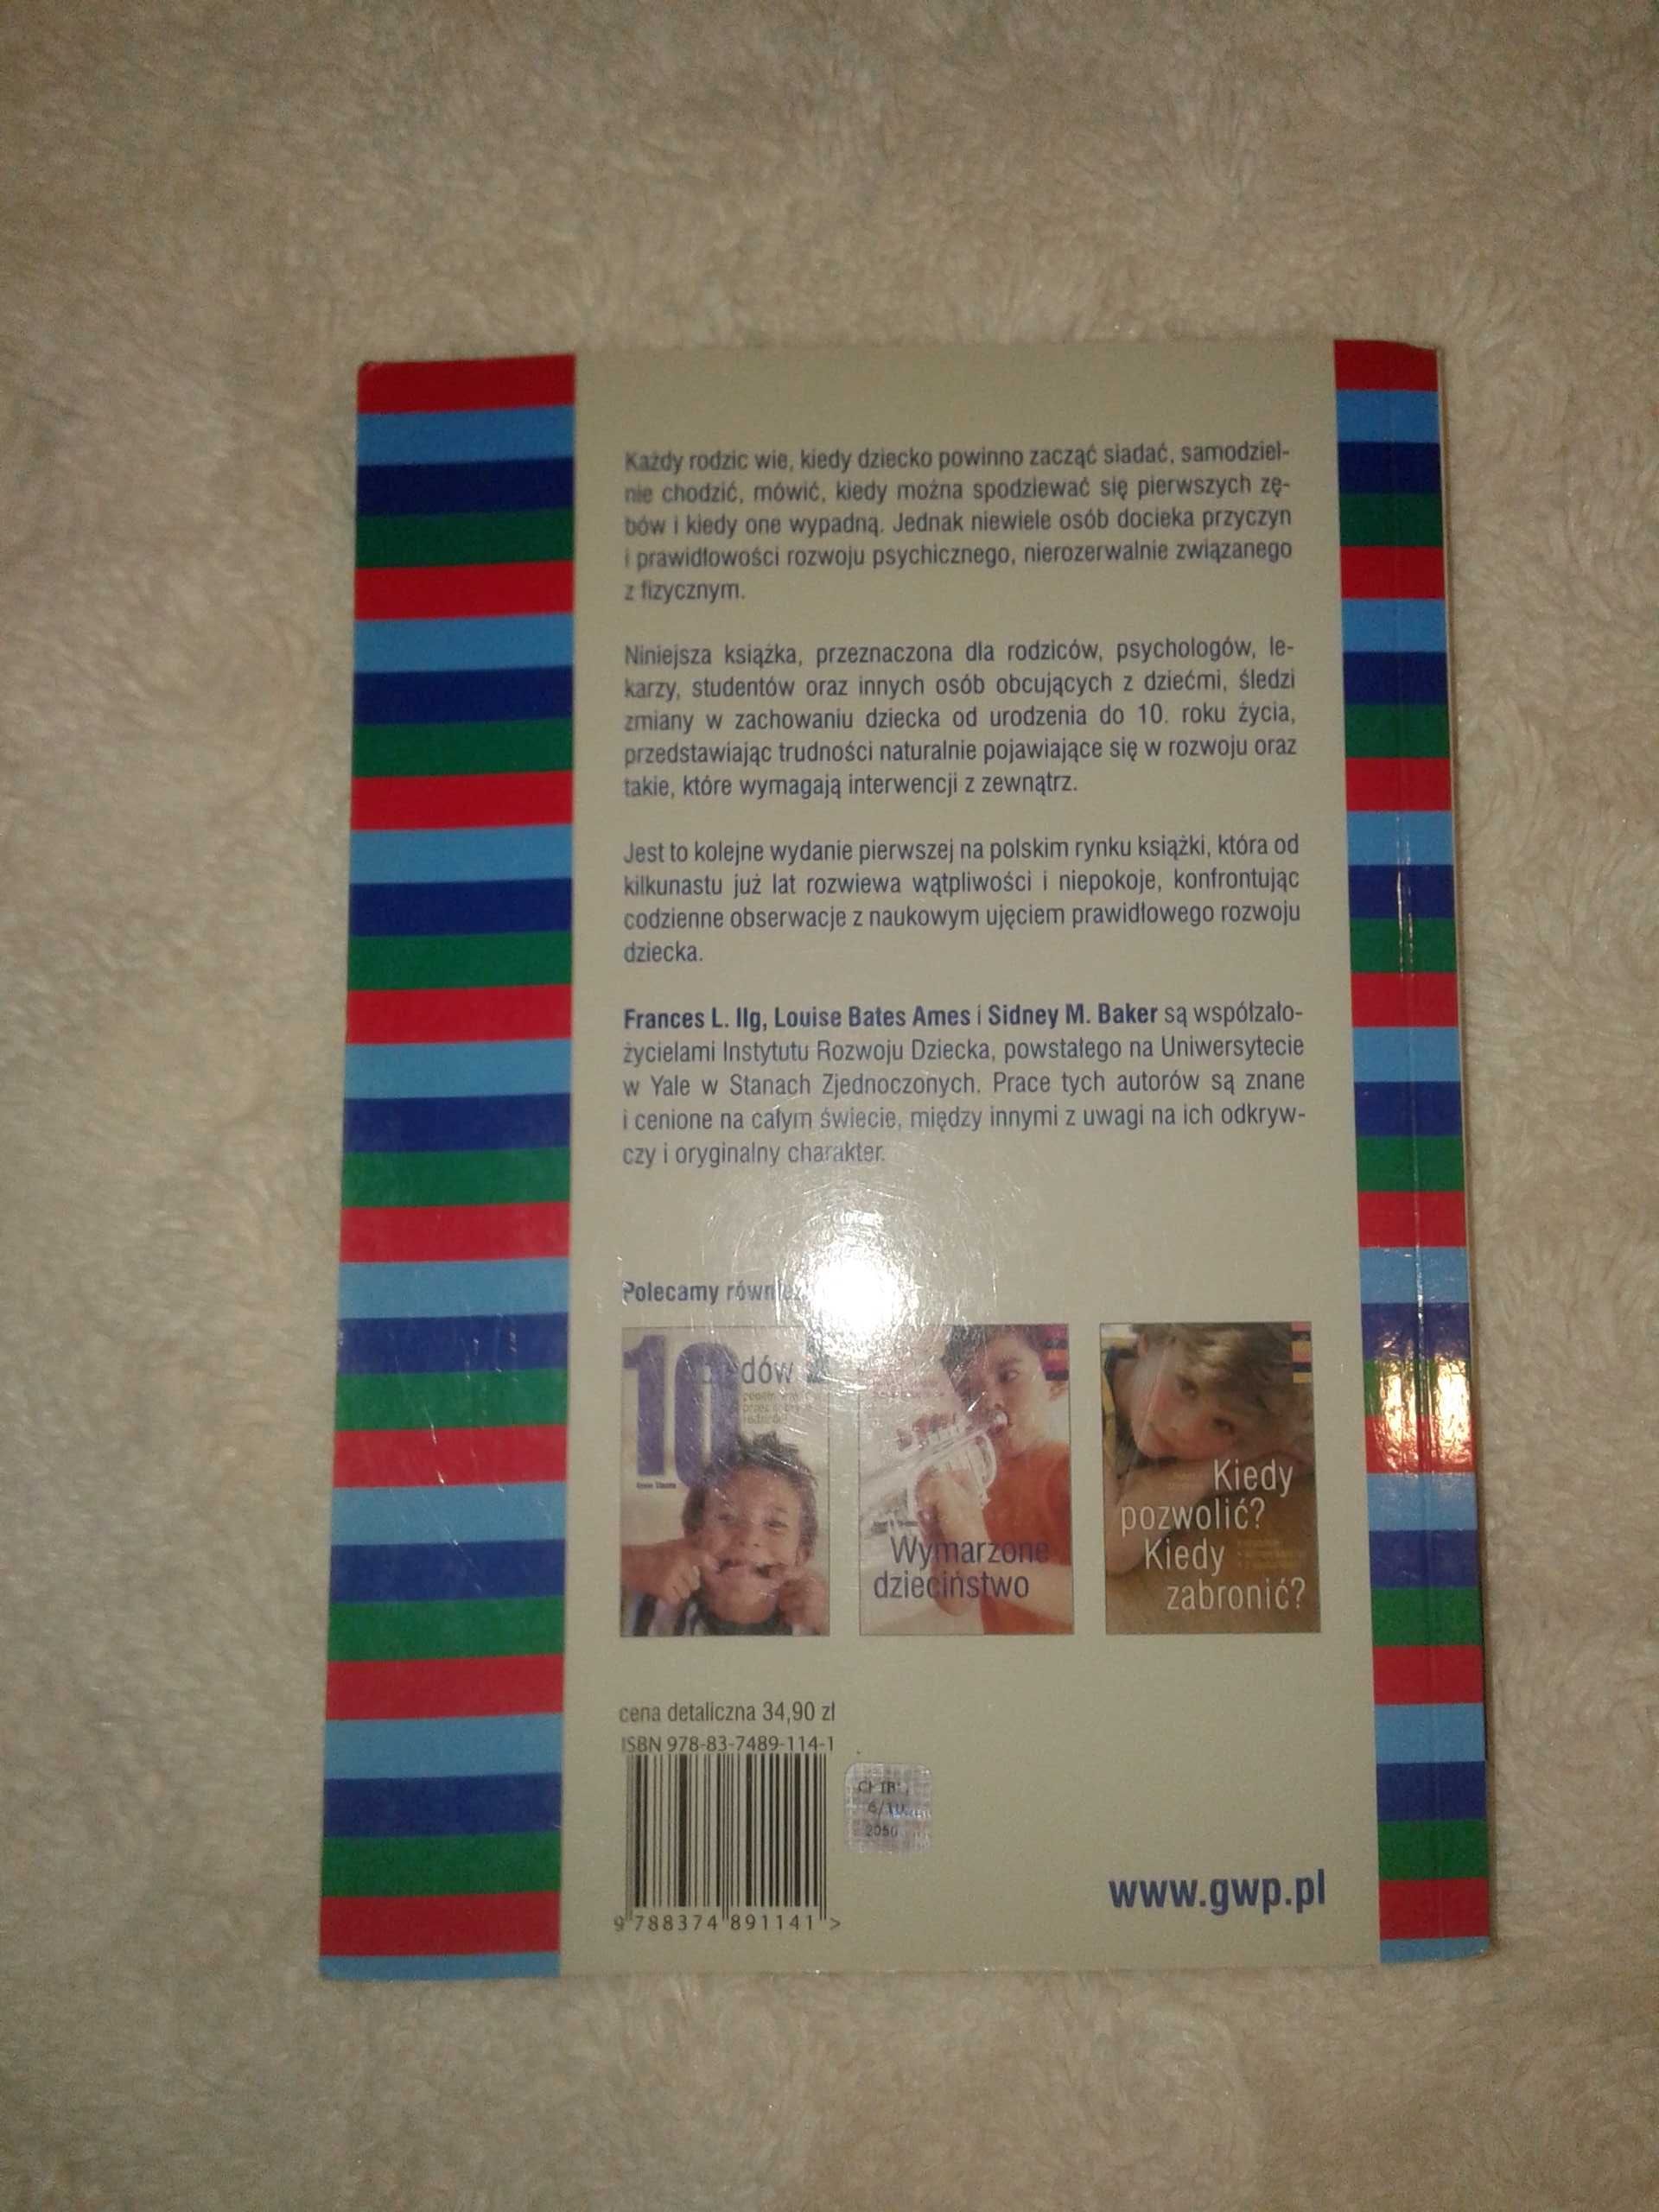 Każdy rodzic wie, kiedy dziecko powinno zacząć siadać, samodziel-
nie chodzić, mówić, kiedy można spodziewać się pierwszych zę-
bów i kiedy one wypadną. Jednak niewiele osób docieka przyczyn
i prawidłowości rozwoju psychicznego, nierozerwalnie związanego
z fizycznym.
Niniejsza książka, przeznaczona dla rodziców, psychologów, le-
karzy, studentów oraz innych osób obcujących z dziećmi, śledzi
zmiany w zachowaniu dziecka od urodzenia do 10. roku życia,
przedstawiając trudności naturalnie pojawiające się w rozwoju oraz
takie, które wymagają interwencji z zewnątrz.
Jest to kolejne wydanie pierwszej na polskim rynku książki, która od
kilkunastu już lat rozwiewa wątpliwości i niepokoje, konfrontując
codzienne obserwacje z naukowym ujęciem prawidłowego rozwoju
dziecka.
Frances L. Ilg, Louise Bates Ames i Sidney M. Baker są współzało-
życielami Instytutu Rozwoju Dziecka, powstałego na Uniwersytecie
w Yale w Stanach Zjednoczonych. Prace tych autorów są znane
i cenione na całym świecie, między innymi z uwagi na ich odkryw-
czy i oryginalny charakter.
Polecamy również
10
Wymarzone
dzieciństwo
Kiedy
pozwolić?
Kiedy
zabronić?
cena detaliczna 34,90 zł
ISBN 978-83-7489-114-1
9 788374 891141 >
www.gwp.pl